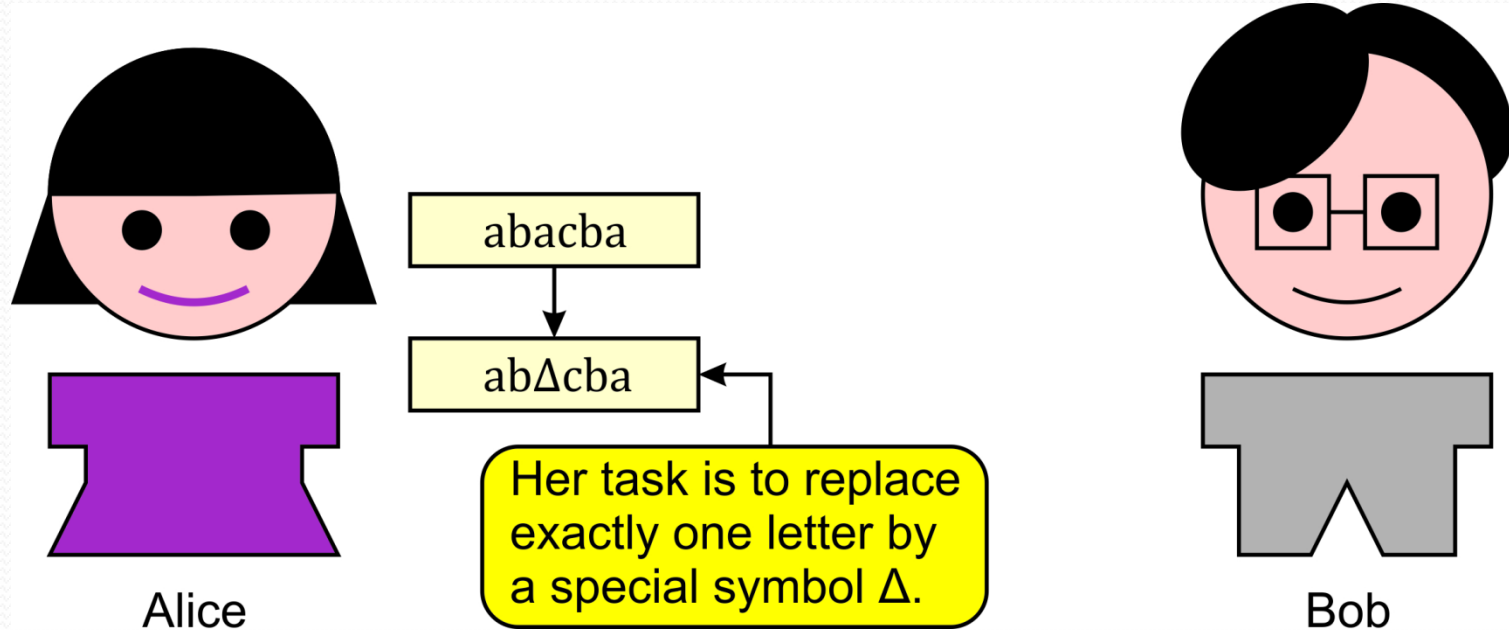 abacba
abΔcba
Her task is to replace
exactly one letter by
a special symbol Δ.
Alice
Bob